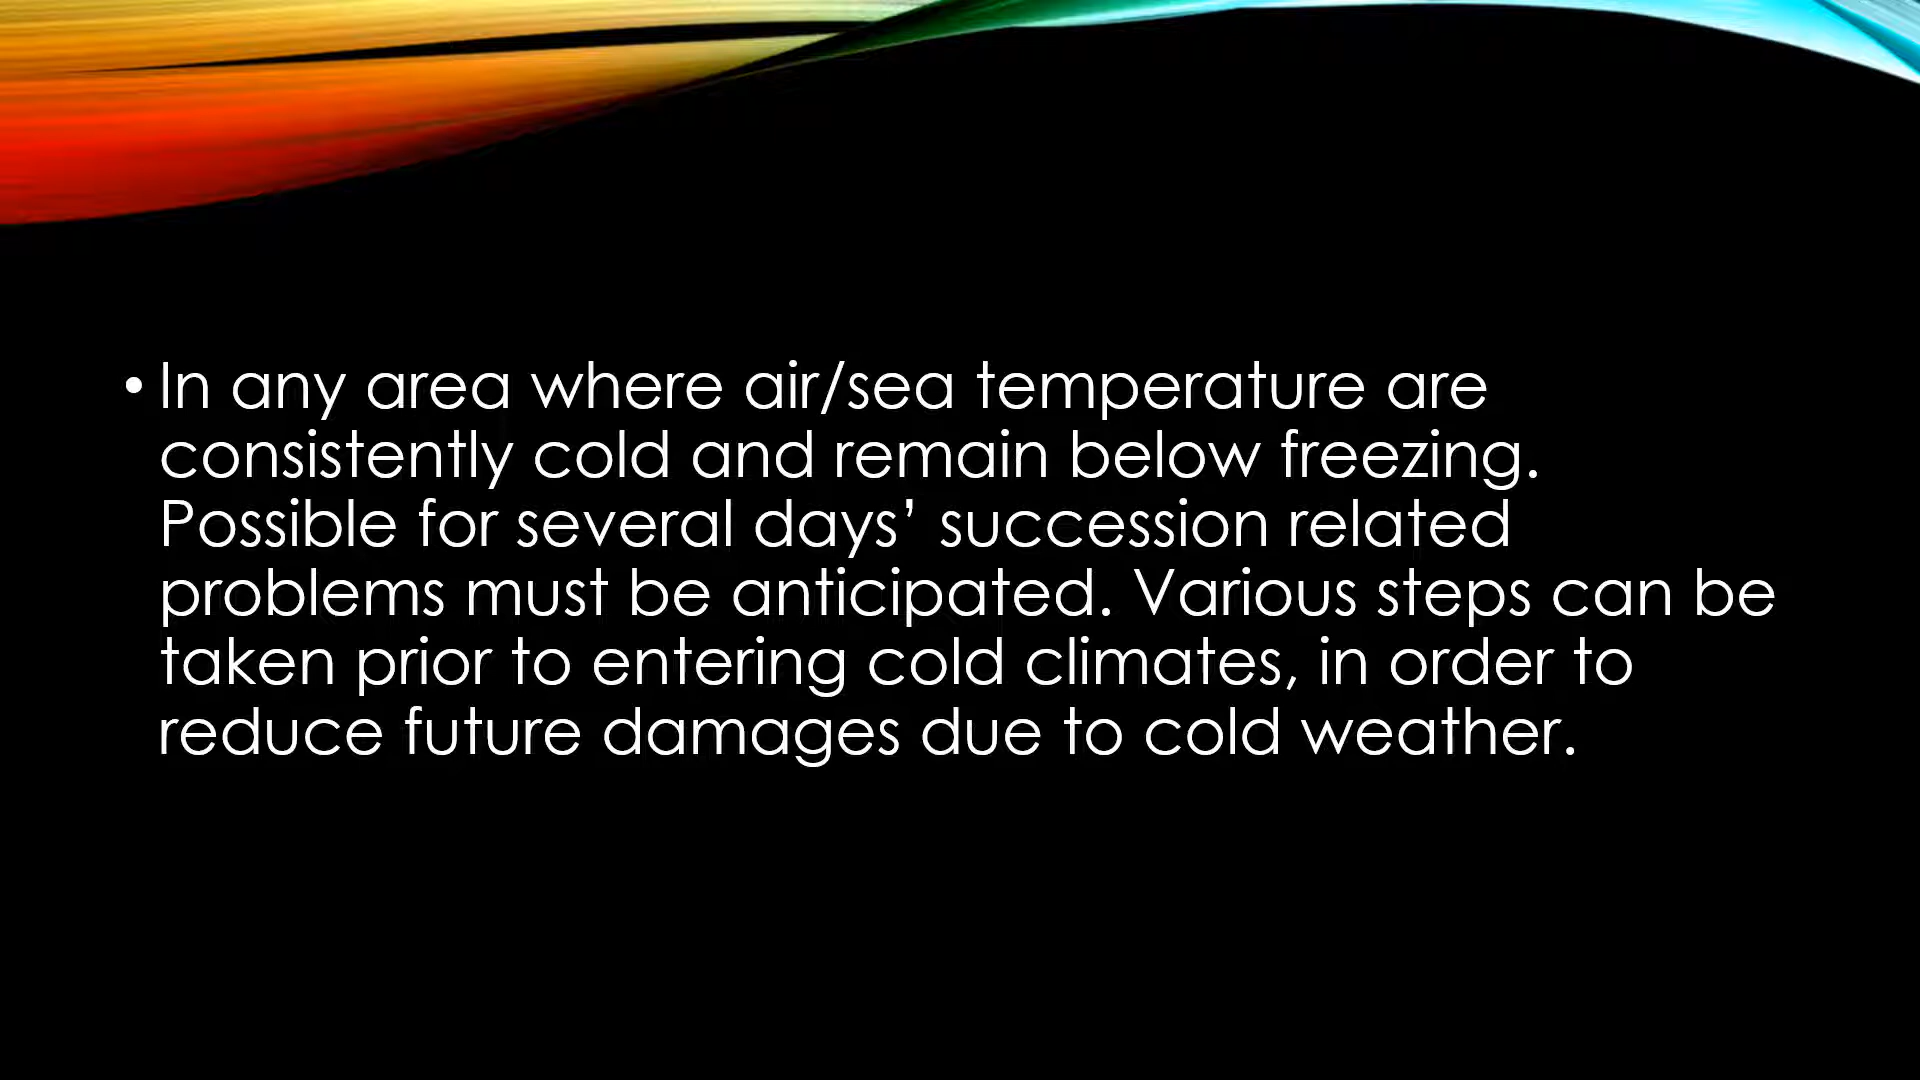 • In any area where air/sea temperature are
consistently cold and remain below freezing.
Possible for several days’ succession related
problems must be anticipated. Various steps can be
taken prior to entering cold climates, in order to
reduce future damages due to cold weather.